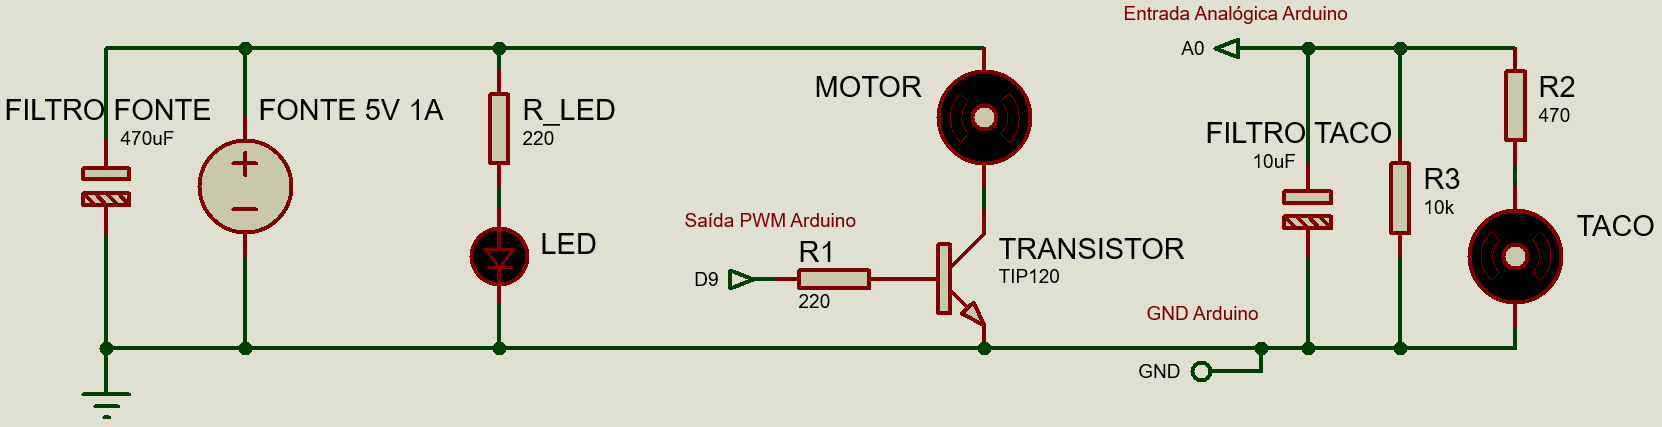 Entrada Analógica Arduino
A0
MOTOR
R2
470
FILTRO FONTE
470uF
FONTE 5V 1A
R_LED
220
FILTRO TACO
10uF
R3
10k
Saída PWM Arduino
TACO
LED
R1
D9
220
TRANSISTOR
TIP120
GND Arduino
GND